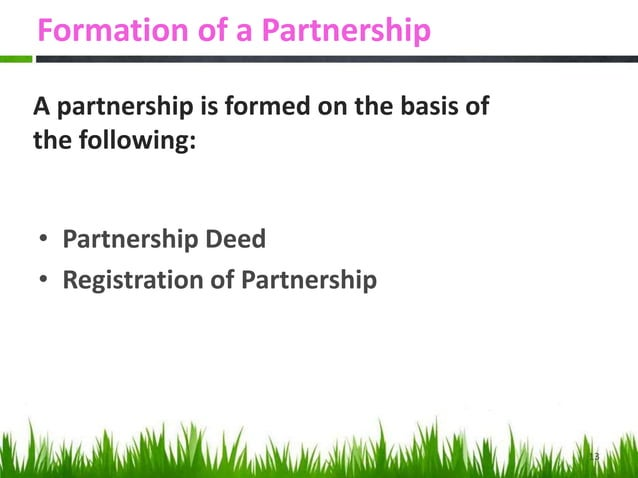 Formation of a Partnership
A partnership is formed on the basis of
the following:
• Partnership Deed
• Registration of Partnership
13